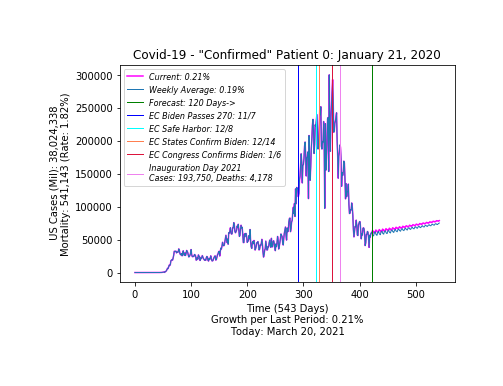 Covid-19 - "Confirmed" Patient 0: January 21, 2020
Current: 0.21%
Weekly Average: 0.19%
Forecast: 120 Days->
EC Biden Passes 270: 11/7
EC Safe Harbor: 12/8
EC States Confirm Biden: 12/14
EC Congress Confirms Biden: 1/6
Inauguration Day 2021
Cases: 193,750, Deaths: 4,178
US Cases (Mil): 38,024,338
Mortality: 541,143 (Rate: 1.82%)
300000
250000
200000
150000
100000
50000
0
0 100 200 300 400 500
Time (543 Days)
Growth per Last Period: 0.21%
Today: March 20, 2021